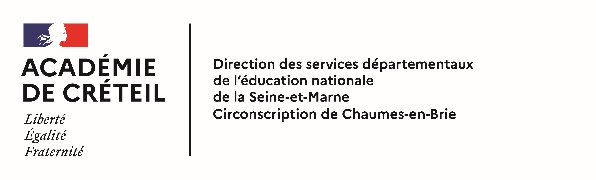 ACADÉMIE
DE CRÉTEIL
Liberté
Égalité
Fraternité
Direction des services départementaux
de l'éducation nationale
de la Seine-et-Marne
Circonscription de Chaumes-en-Brie